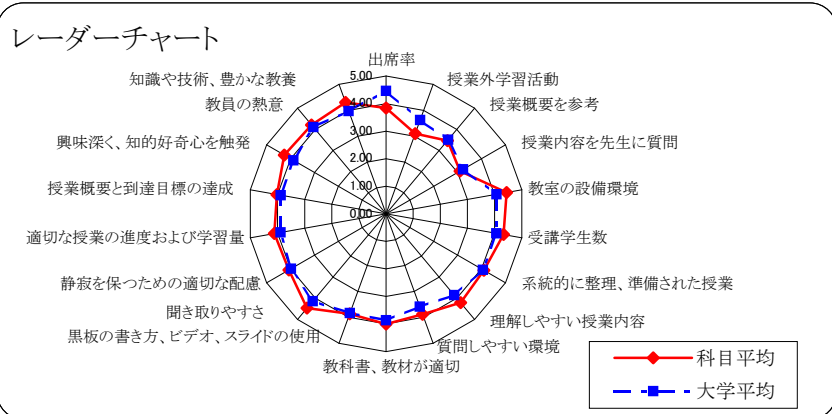 レーダーチャート
出席率
授業外学習活動
授業概要を参考
授業内容を先生に質問
教室の設備環境
受講学生数
系統的に整理、準備された授業
理解しやすい授業内容
質問しやすい環境
教科書、教材が適切
黒板の書き方、ビデオ、スライドの使用
聞き取りやすさ
静寂を保つための適切な配慮
適切な授業の進度および学習量
授業概要と到達目標の達成
興味深く、知的好奇心を触発
教員の熱意
知識や技術、豊かな教養
5.00
4.00
3.00
2.00
1.00
0.00
科目平均
大学平均